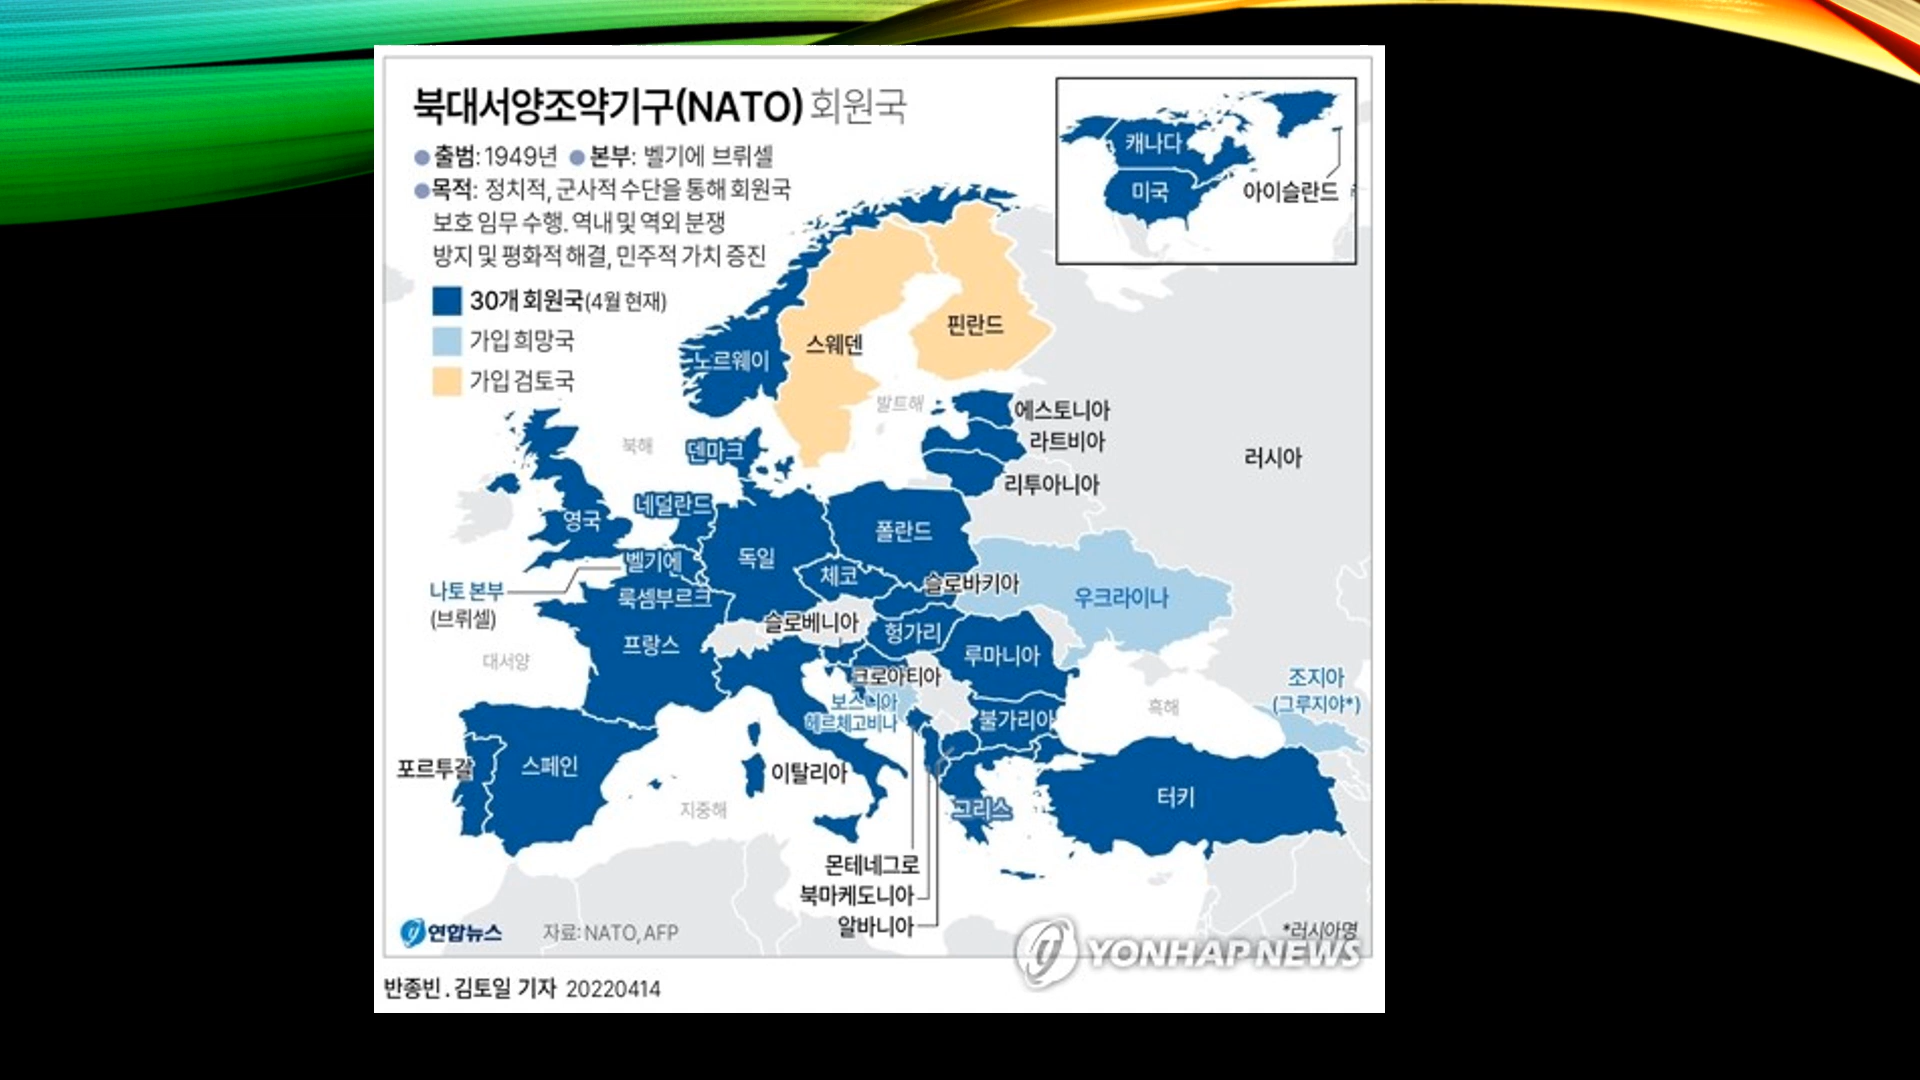 북대서양조약기구(NATO) 회원국
● 출범: 1949년 ● 본부: 벨기에 브뤼셀
● 목적: 정치적, 군사적 수단을 통해 회원국
보호 임무 수행. 역내 및 역외 분쟁
방지 및 평화적 해결, 민주적 가치 증진
30개 회원국(4월 현재)
가입 희망국
가입 검토국
캐나다
미국
아이슬란드
스웨덴
핀란드
노르웨이
발트해
에스토니아
라트비아
리투아니아
러시아
북해
덴마크
네덜란드
영국
벨기에
독일
폴란드
체코
슬로바키아
우크라이나
나토 본부
(브뤼셀)
룩셈부르크
슬로베니아
헝가리
프랑스
루마니아
대서양
크로아티아
보스니아
헤르체고비나
불가리아
흑해
조지아
(그루지야*)
포르투갈
스페인
이탈리아
지중해
그리스
터키
몬테네그로
북마케도니아
알바니아
연합뉴스
자료: NATO, AFP
*러시아명
YONHAP NEWS
반종빈. 김토일 기자 20220414